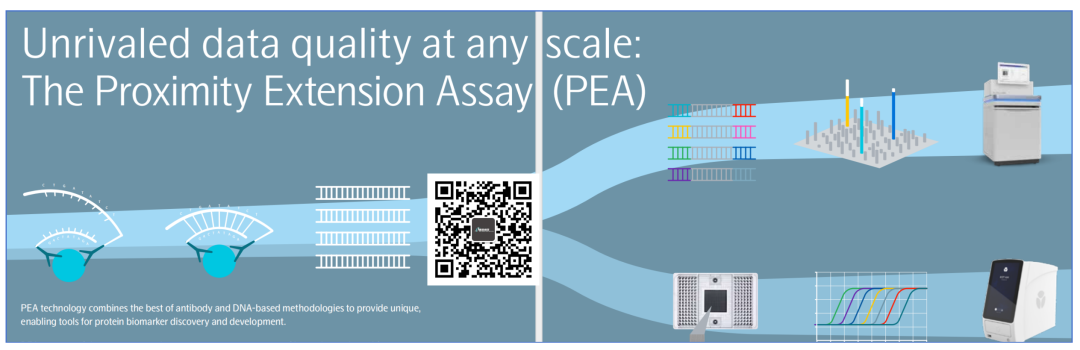 Unrivaled data quality at any scale:
The Proximity Extension Assay (PEA)
PEA technology combines the best of antibody and DNA-based methodologies to provide unique,
enabling tools for protein biomarker discovery and development.